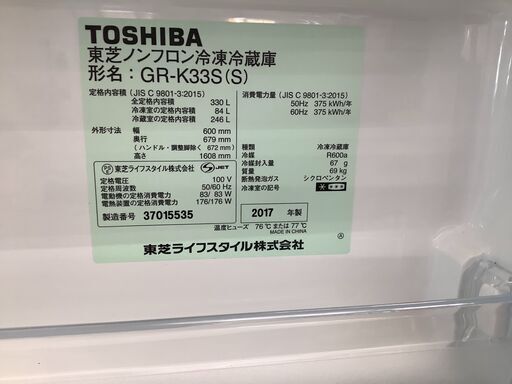 TOSHIBA
東芝ノンフロン冷凍冷蔵庫
形名：GR-K33S(S)
定格内容積（JIS C 9801-3:2015）
全定格内容積 330 L
冷凍室の定格内容積 84 L
冷蔵室の定格内容積 246 L
外形寸法 幅 600 mm
奥行 679 mm
（ハンドル・調整脚除く 672 mm）
高さ 1608 mm
消費電力量（JIS C 9801-3:2015）
50Hz 375 kWh/年
60Hz 375 kWh/年
種類 冷凍冷蔵庫
冷媒 R600a
冷媒封入量 67 g
質量 69 kg
断熱発泡ガス シクロペンタン
冷凍室の記号
PSE 東芝ライフスタイル株式会社 JET
定格電圧 100 V
定格周波数 50/60 Hz
電動機の定格消費電力 83/ 83 W
電熱装置の定格消費電力 176/176 W
製造番号 37015535
2017 年製
温度ヒューズ 76℃ または 77℃
MADE IN CHINA
東芝ライフスタイル株式会社